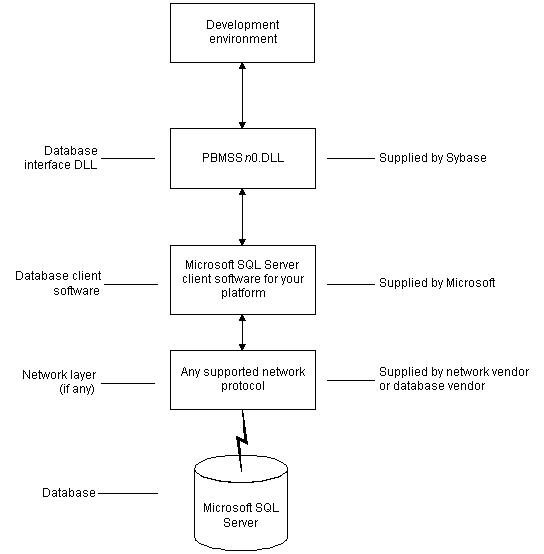 Development
environment
Database
interface DLL
PBMSSn0.DLL
Supplied by Sybase
Database client
software
Microsoft SQL Server
client software for your
platform
Supplied by Microsoft
Network layer
(if any)
Any supported network
protocol
Supplied by network vendor
or database vendor
Database
Microsoft SQL
Server